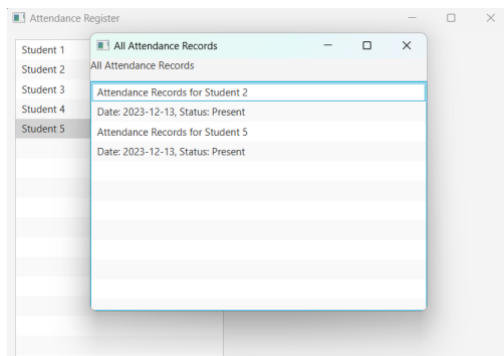 Attendance Register
Student 1
Student 2
Student 3
Student 4
Student 5
All Attendance Records
All Attendance Records
Attendance Records for Student 2
Date: 2023-12-13, Status: Present
Attendance Records for Student 5
Date: 2023-12-13, Status: Present